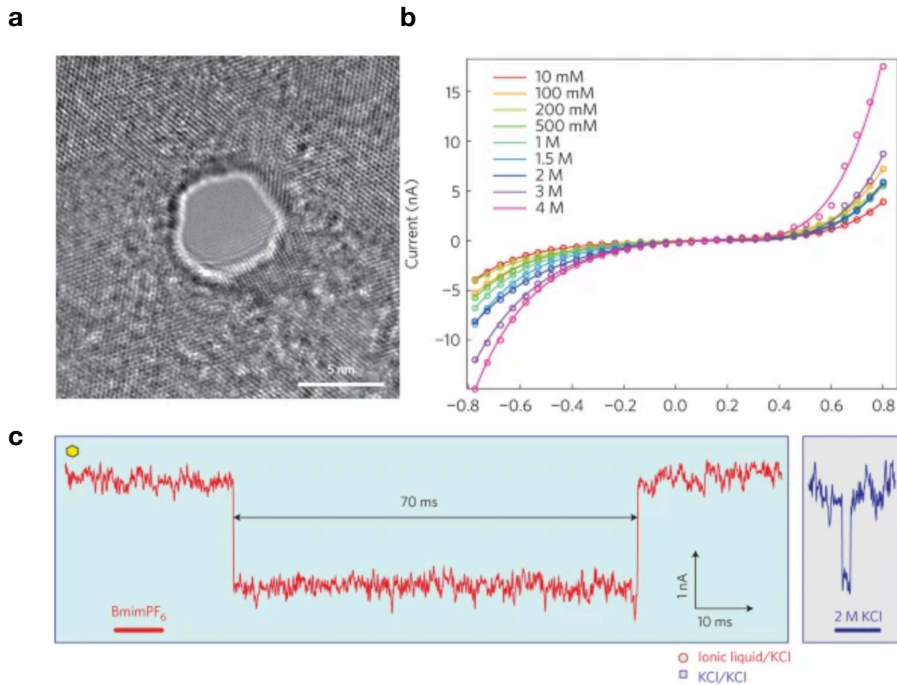 a
b
5 nm
10 mM
100 mM
200 mM
500 mM
1 M
1.5 M
2 M
3 M
4 M
Current (nA)
15
10
5
0
−5
−10
−0.8 −0.6 −0.4 −0.2 0.0 0.2 0.4 0.6 0.8
c
70 ms
BmimPF6
1 nA
10 ms
2 M KCl
Ionic liquid/KCl
KCl/KCl